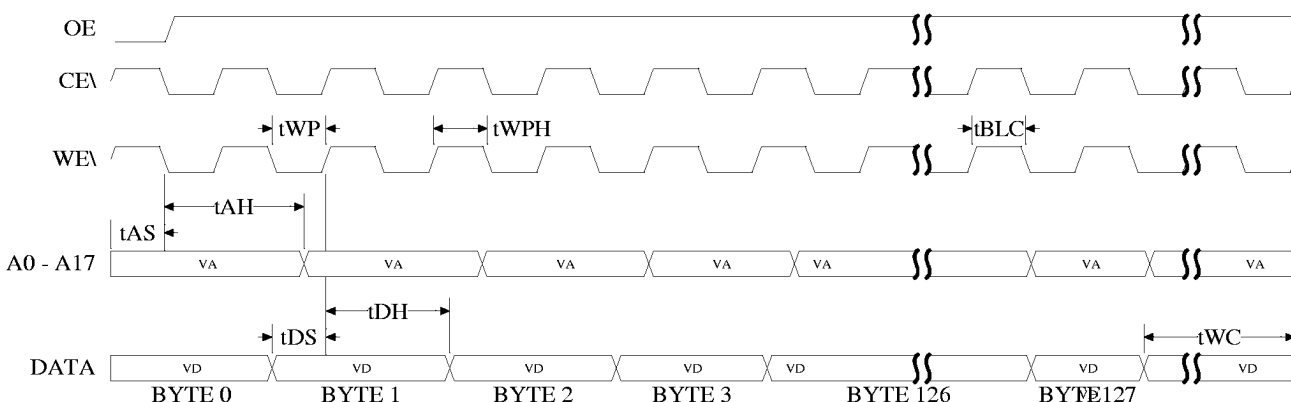 OE
CE\
tWP
tWPH
tBLC
WE\
tAH
tAS
A0 - A17 VA VA VA VA VA VA VA
tDH
tDS
tWC
DATA VD VD VD VD VD VD VD
BYTE 0 BYTE 1 BYTE 2 BYTE 3 BYTE 126 BYTE127
VD